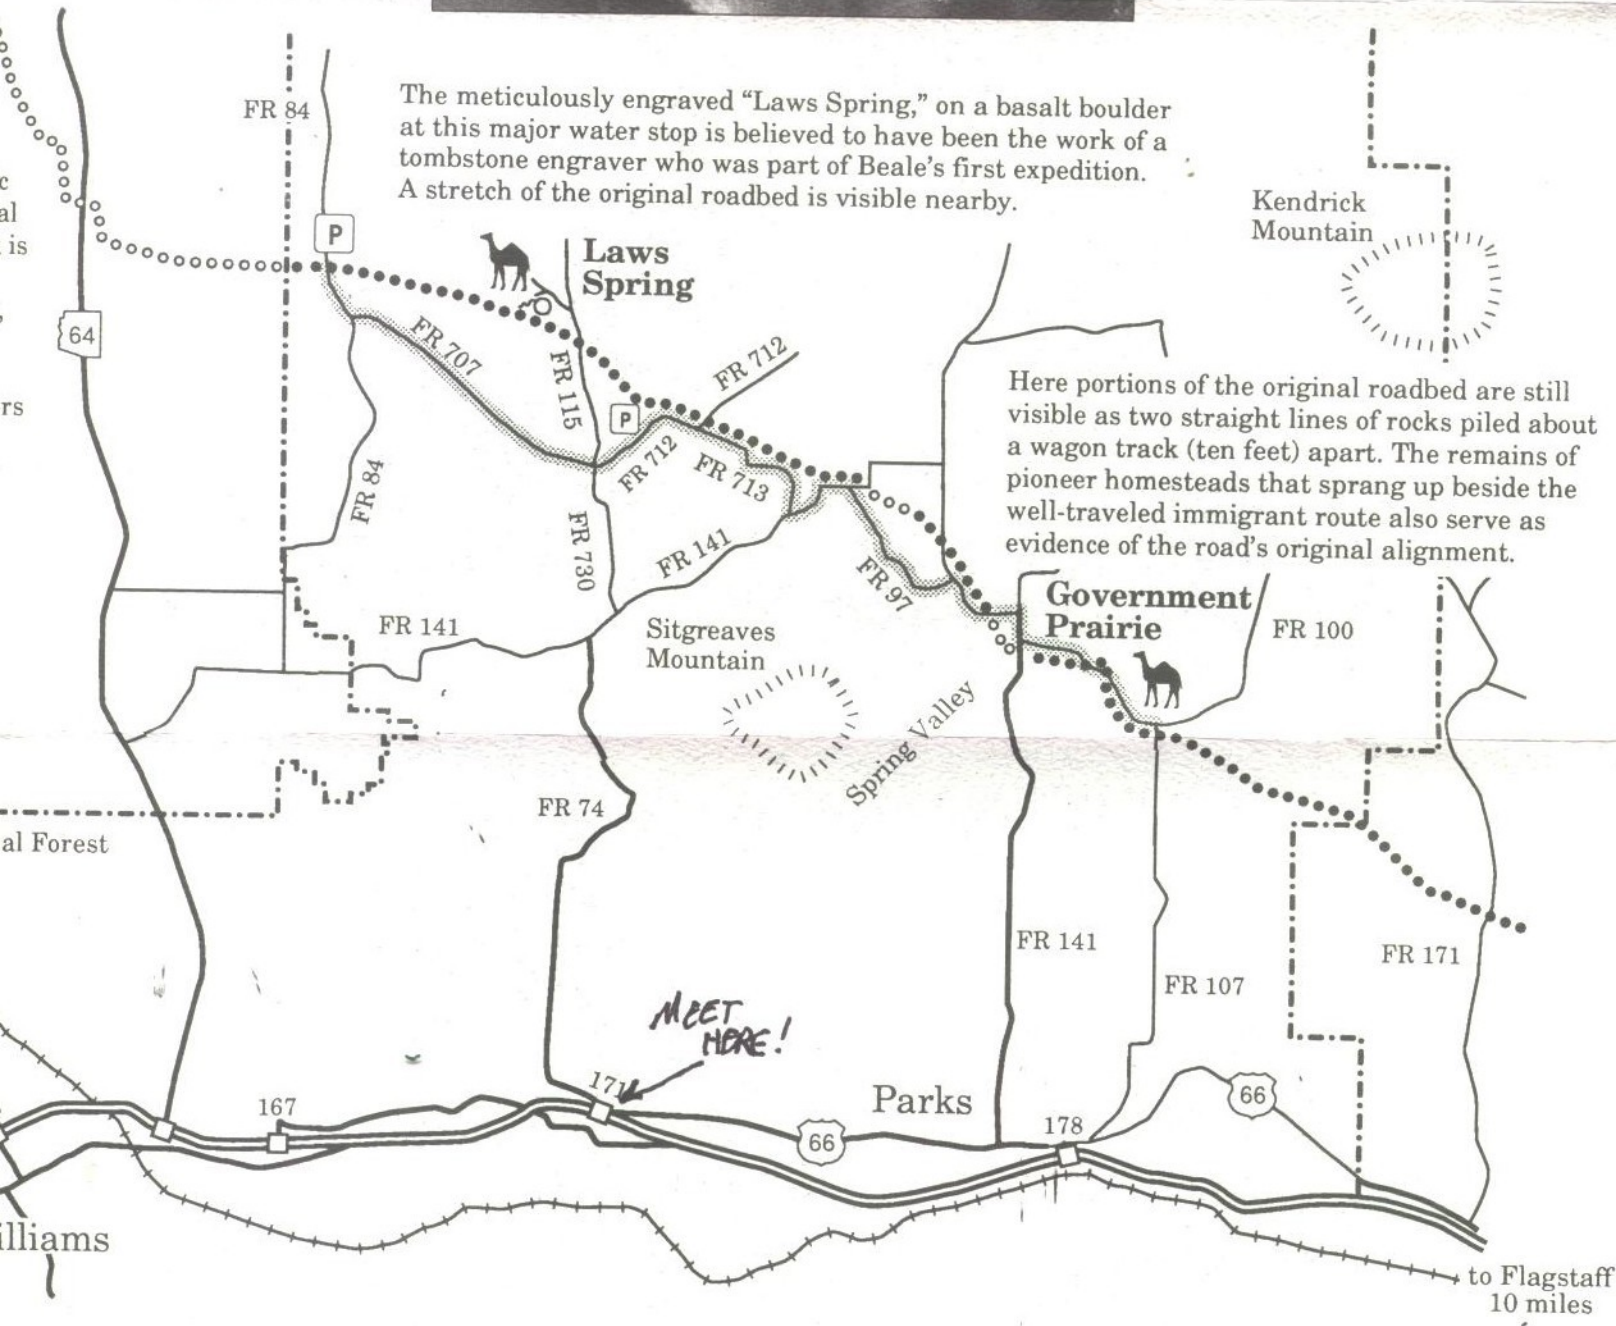 FR 84
The meticulously engraved “Laws Spring,” on a basalt boulder
at this major water stop is believed to have been the work of a
tombstone engraver who was part of Beale’s first expedition.
A stretch of the original roadbed is visible nearby.
Kendrick
Mountain
c
al
is
rs
P
Laws
Spring
64
FR 707
FR 115
FR 712
P
FR 712
FR 713
FR 84
FR 730
FR 141
FR 97
Here portions of the original roadbed are still
visible as two straight lines of rocks piled about
a wagon track (ten feet) apart. The remains of
pioneer homesteads that sprang up beside the
well-traveled immigrant route also serve as
evidence of the road’s original alignment.
Government
Prairie
FR 100
FR 141
Sitgreaves
Mountain
Spring Valley
FR 74
al Forest
FR 141
FR 107
FR 171
MEET
HERE!
171
167
Parks
66
178
66
illiams
to Flagstaff
10 miles